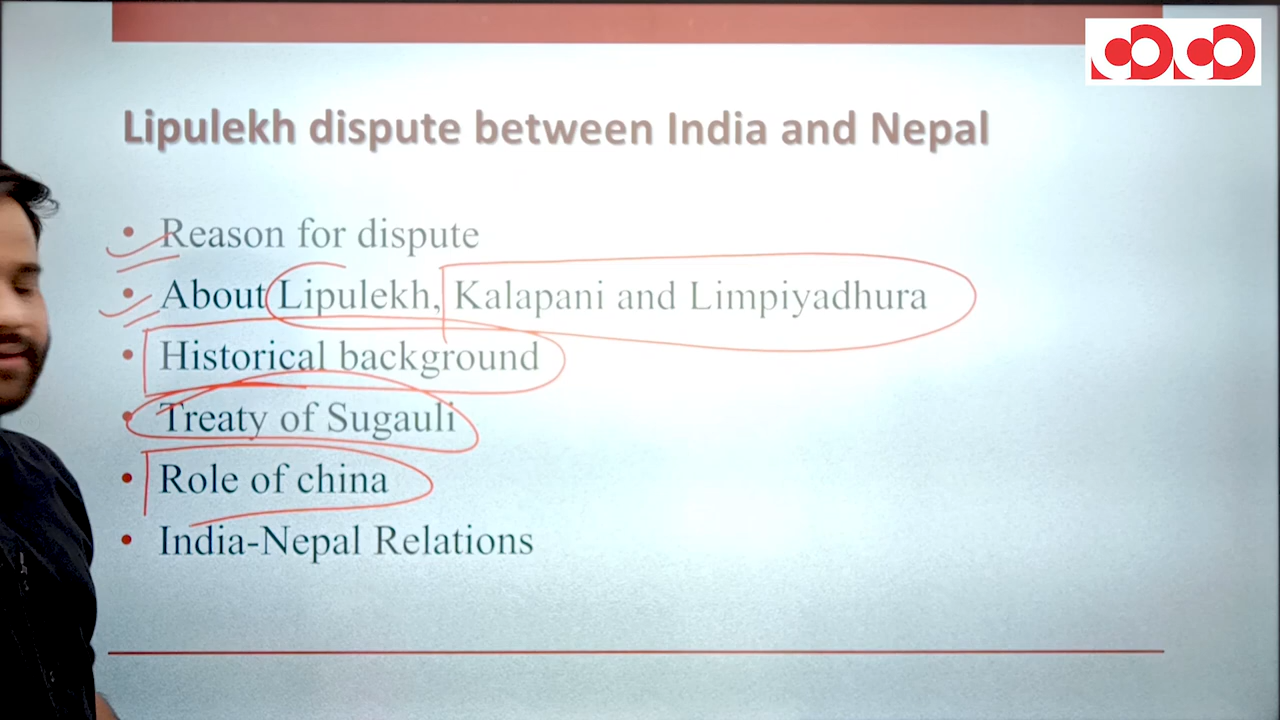 Lipulekh dispute between India and Nepal
• Reason for dispute
• About Lipulekh, Kalapani and Limpiyadhura
• Historical background
• Treaty of Sugauli
• Role of china
• India-Nepal Relations